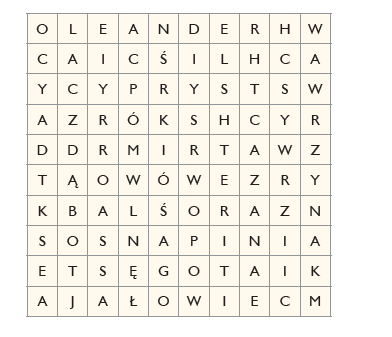 O L E A N D E R H W
C A I C Ś I L H C A
Y C Y P R Y S T S W
A Z R Ó K S H C Y R
D D R M I R T A W Z
T Ą O W Ó W E Z R Y
K B A L Ś O R A Z N
S O S N A P I N I A
E T S Ę G O T A I K
A J A Ł O W I E C M